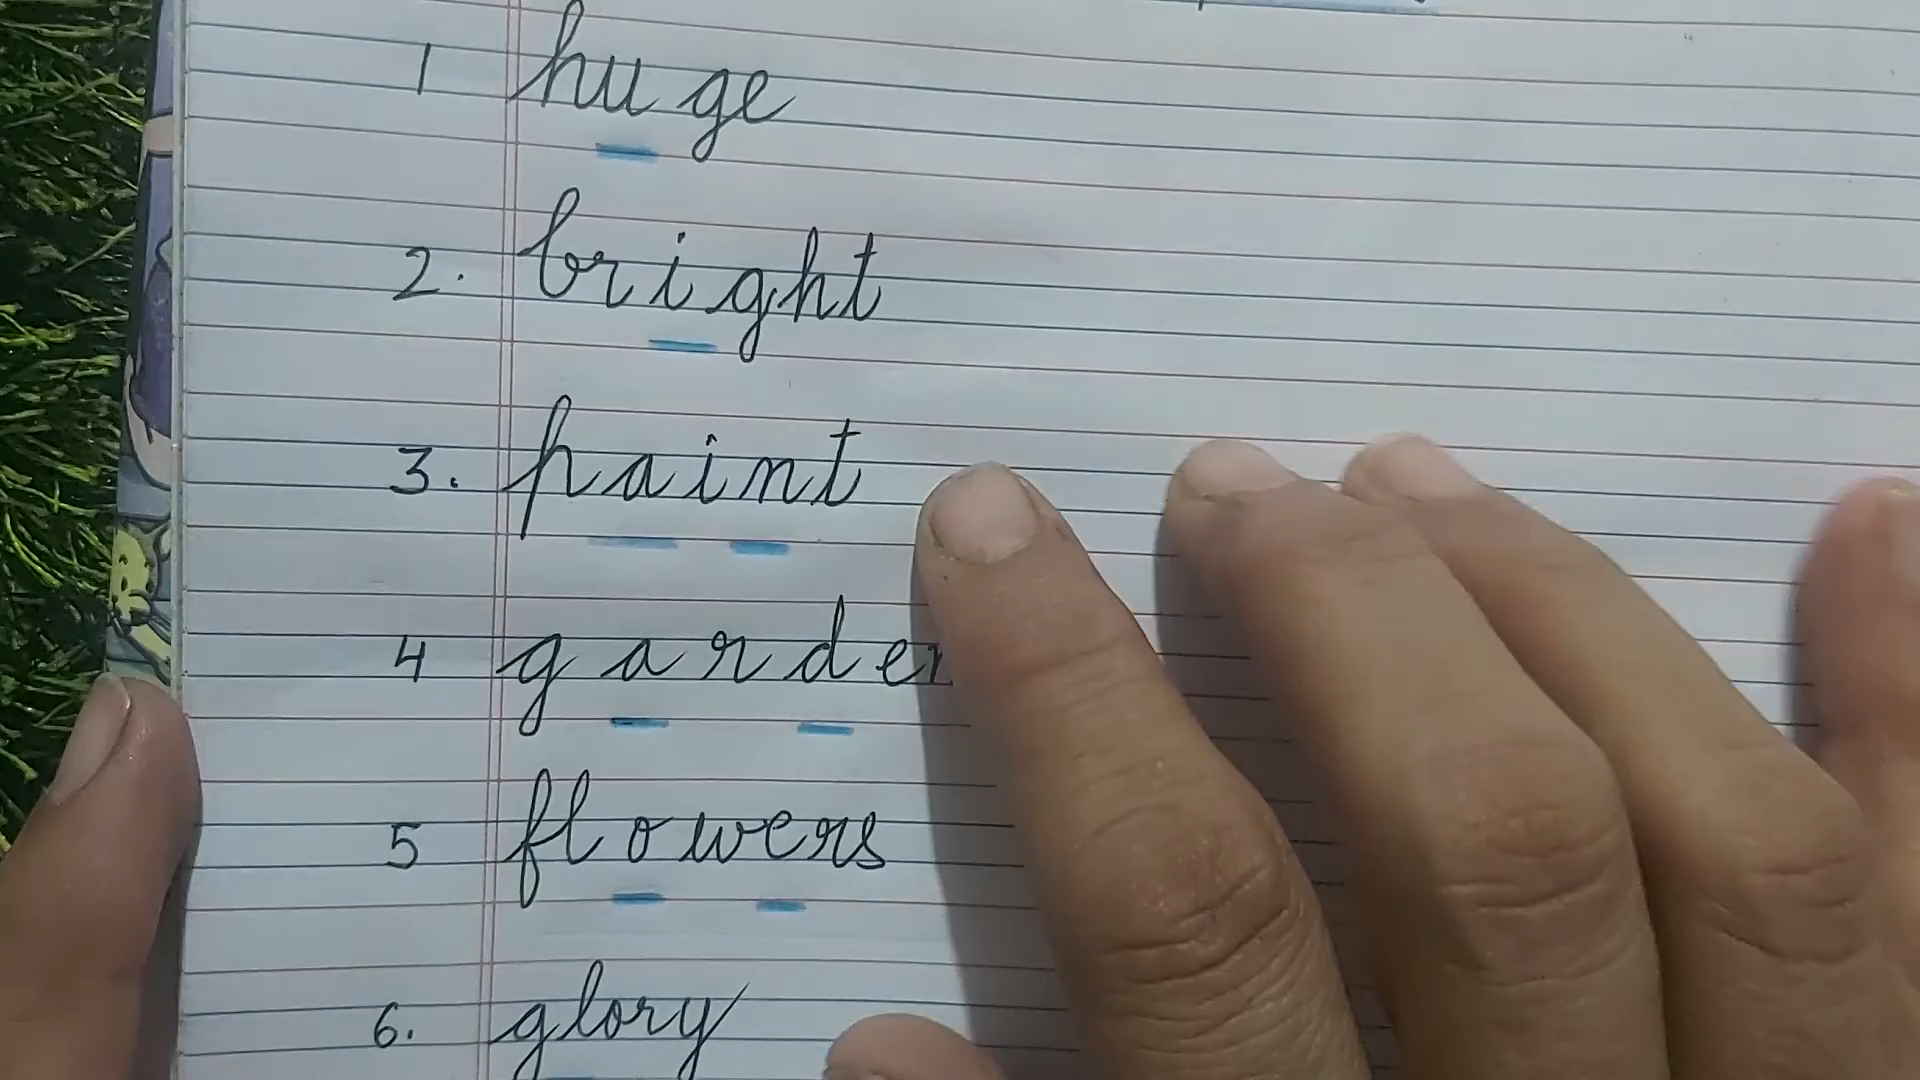 1 huge
2. bright
3. paint
4 garden
5 flowers
6. glory